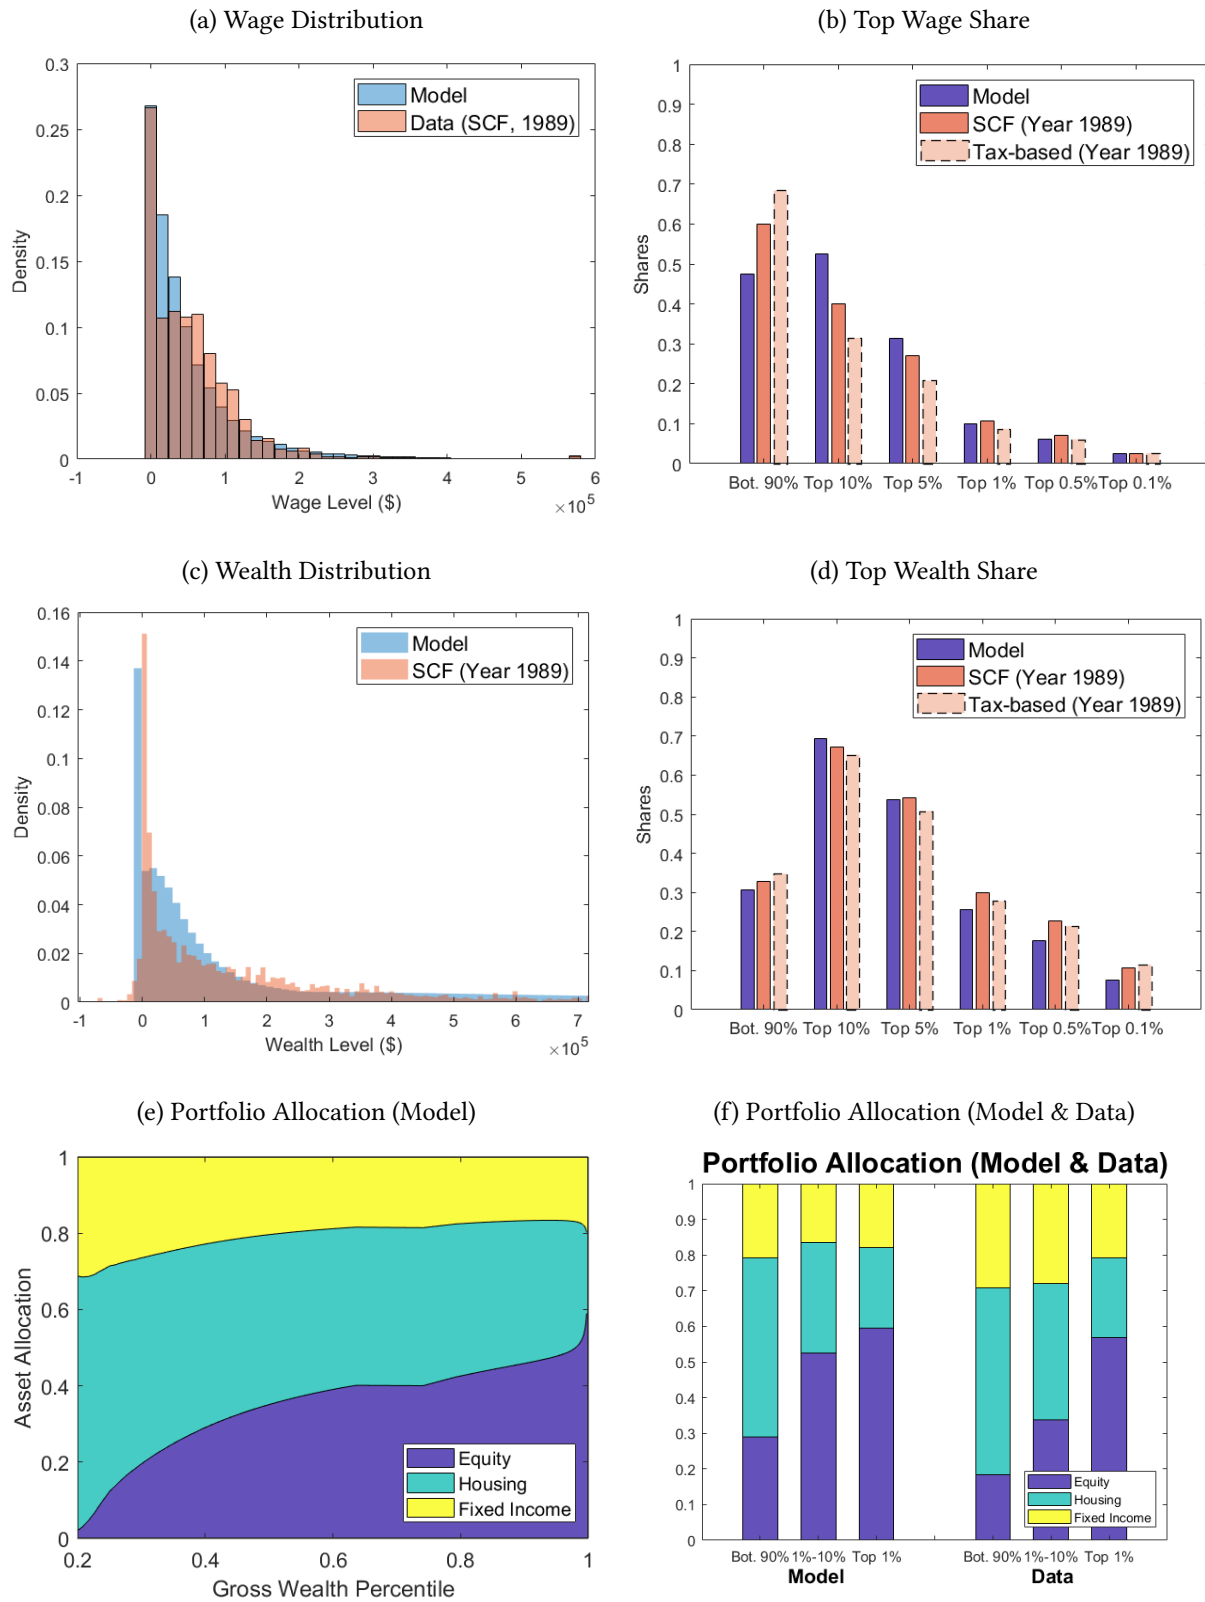 (a) Wage Distribution
0.3
0.25
0.2
0.15
0.1
0.05
0
Density
Model
Data (SCF, 1989)
-1 0 1 2 3 4 5 6
Wage Level ($)
×10^5
(b) Top Wage Share
1
0.9
0.8
0.7
0.6
0.5
0.4
0.3
0.2
0.1
0
Shares
Model
SCF (Year 1989)
Tax-based (Year 1989)
Bot. 90% Top 10% Top 5% Top 1% Top 0.5% Top 0.1%
(c) Wealth Distribution
0.16
0.14
0.12
0.1
0.08
0.06
0.04
0.02
0
Density
Model
SCF (Year 1989)
-1 0 1 2 3 4 5 6 7
Wealth Level ($)
×10^5
(d) Top Wealth Share
1
0.9
0.8
0.7
0.6
0.5
0.4
0.3
0.2
0.1
0
Shares
Model
SCF (Year 1989)
Tax-based (Year 1989)
Bot. 90% Top 10% Top 5% Top 1% Top 0.5% Top 0.1%
(e) Portfolio Allocation (Model)
1
0.8
0.6
0.4
0.2
0
Asset Allocation
Equity
Housing
Fixed Income
0.2 0.4 0.6 0.8 1
Gross Wealth Percentile
(f) Portfolio Allocation (Model & Data)
Portfolio Allocation (Model & Data)
1
0.9
0.8
0.7
0.6
0.5
0.4
0.3
0.2
0.1
0
Equity
Housing
Fixed Income
Bot. 90% 1%-10% Top 1% Bot. 90% 1%-10% Top 1%
Model Data